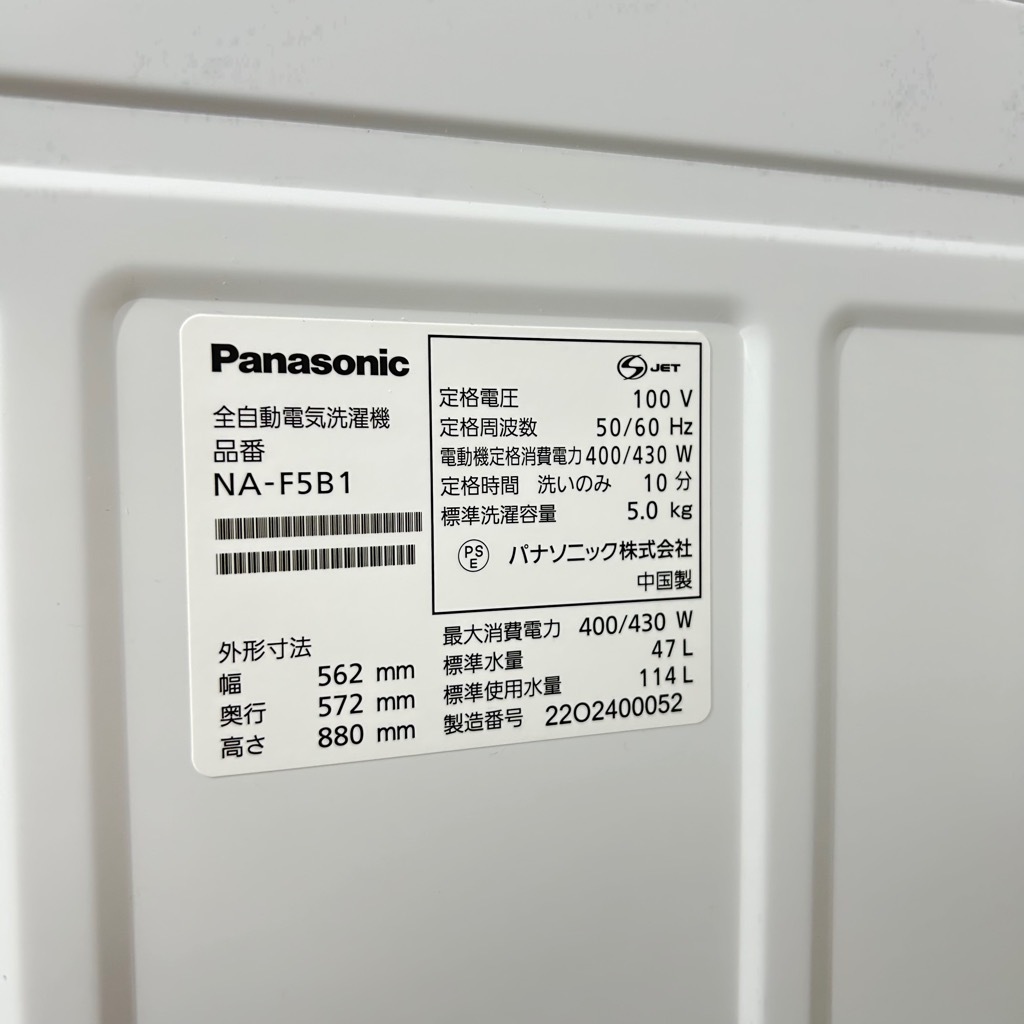 Panasonic
全自動電気洗濯機
品番
NA-F5B1
外形寸法
幅 562 mm
奥行 572 mm
高さ 880 mm
JET
定格電圧 100 V
定格周波数 50/60 Hz
電動機定格消費電力 400/430 W
定格時間 洗いのみ 10 分
標準洗濯容量 5.0 kg
PSE パナソニック株式会社
中国製
最大消費電力 400/430 W
標準水量 47 L
標準使用水量 114 L
製造番号 22O2400052